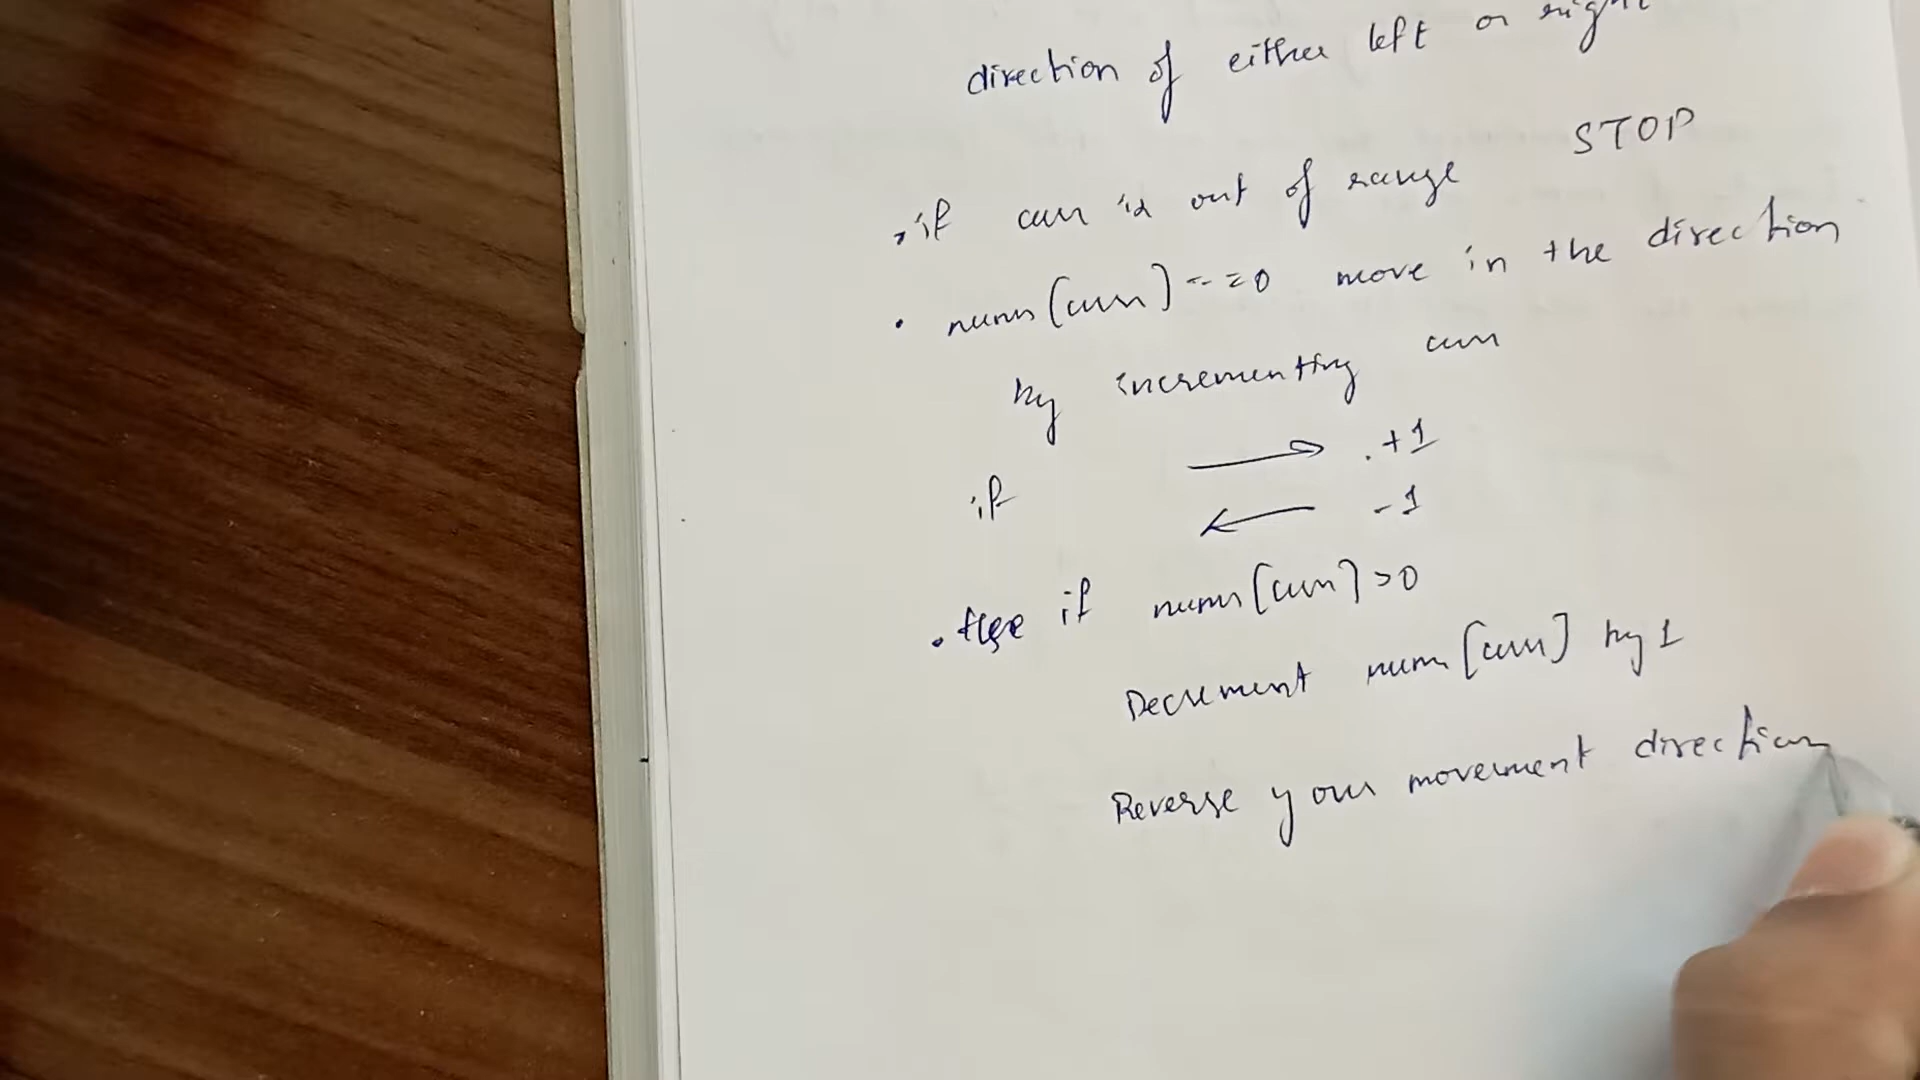 direction of either left or right
STOP
• if curr is out of range
• nums[curr] == 0 move in the direction
by incrementing curr
→ . +1
if
← -1
• Else if nums[curr] > 0
Decrement nums[curr] by 1
Reverse your movement direction